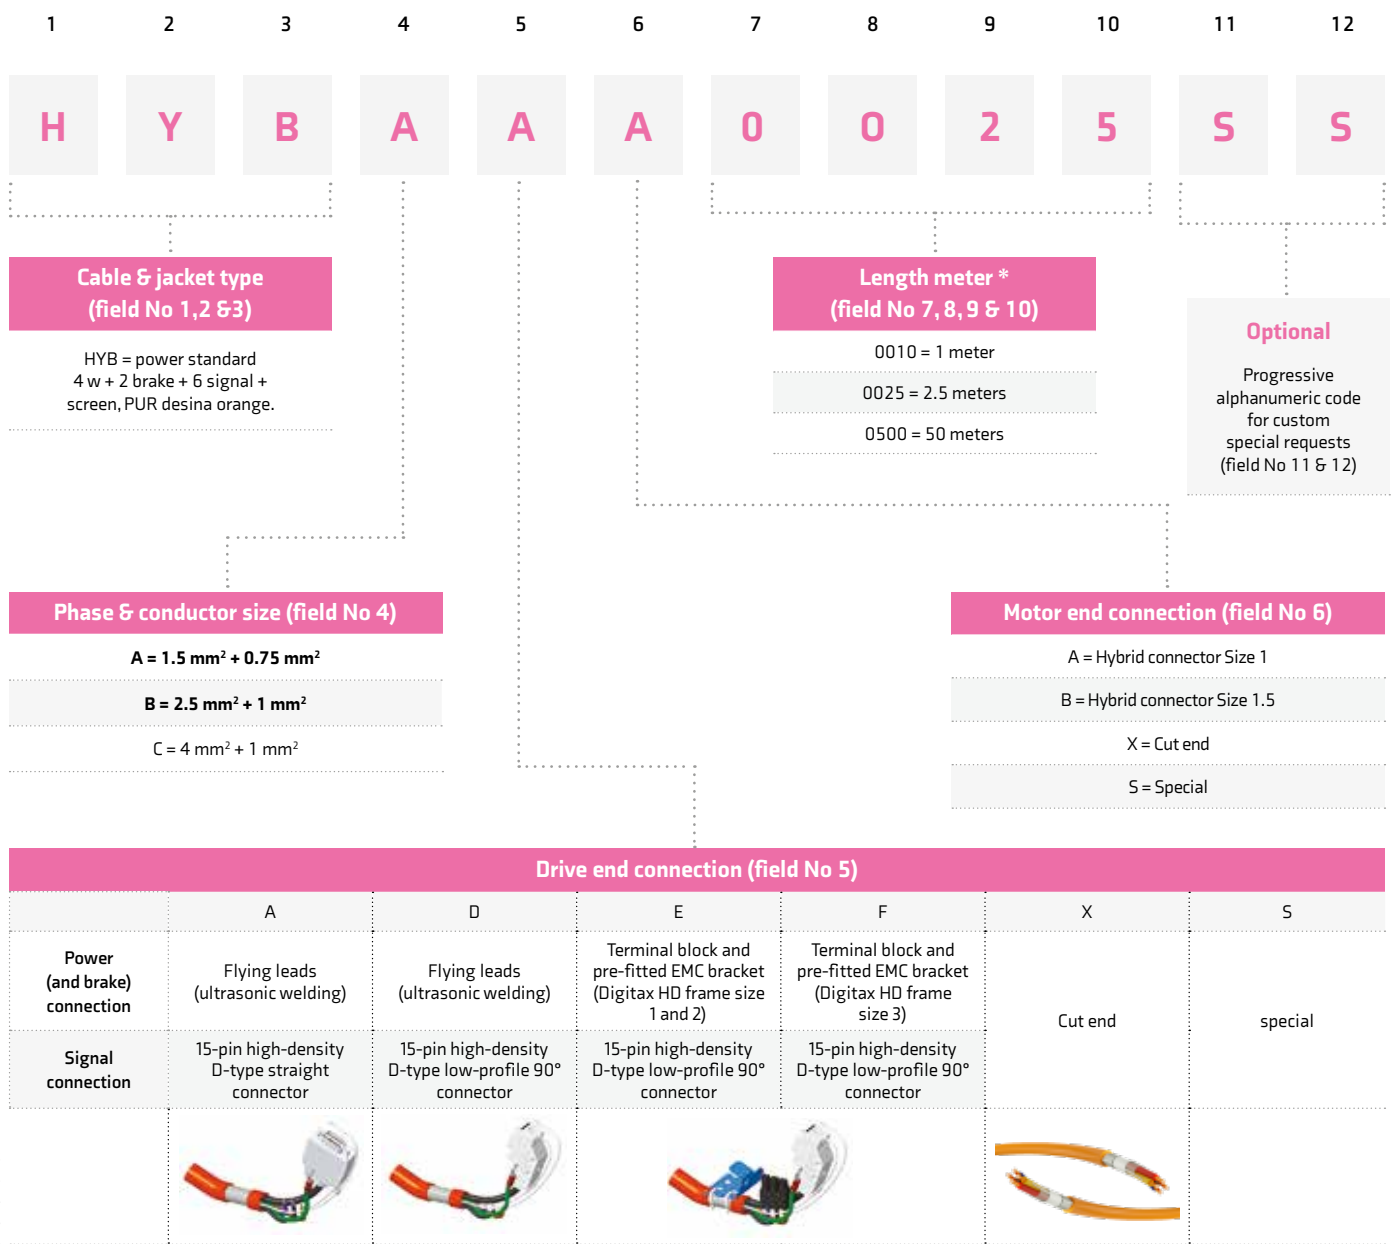 1 2 3 4 5 6 7 8 9 10 11 12
H Y B A A A 0 0 2 5 S S
Cable & jacket type
(field No 1,2 &3)
HYB = power standard
4 w + 2 brake + 6 signal +
screen, PUR desina orange.
Length meter *
(field No 7, 8, 9 & 10)
0010 = 1 meter
0025 = 2.5 meters
0500 = 50 meters
Optional
Progressive
alphanumeric code
for custom
special requests
(field No 11 & 12)
Phase & conductor size (field No 4)
A = 1.5 mm² + 0.75 mm²
B = 2.5 mm² + 1 mm²
C = 4 mm² + 1 mm²
Motor end connection (field No 6)
A = Hybrid connector Size 1
B = Hybrid connector Size 1.5
X = Cut end
S = Special
Drive end connection (field No 5)
A D E F X S
Power
(and brake)
connection
Flying leads
(ultrasonic welding)
Flying leads
(ultrasonic welding)
Terminal block and
pre-fitted EMC bracket
(Digitax HD frame size
1 and 2)
Terminal block and
pre-fitted EMC bracket
(Digitax HD frame
size 3)
Cut end
special
Signal
connection
15-pin high-density
D-type straight
connector
15-pin high-density
D-type low-profile 90°
connector
15-pin high-density
D-type low-profile 90°
connector
15-pin high-density
D-type low-profile 90°
connector